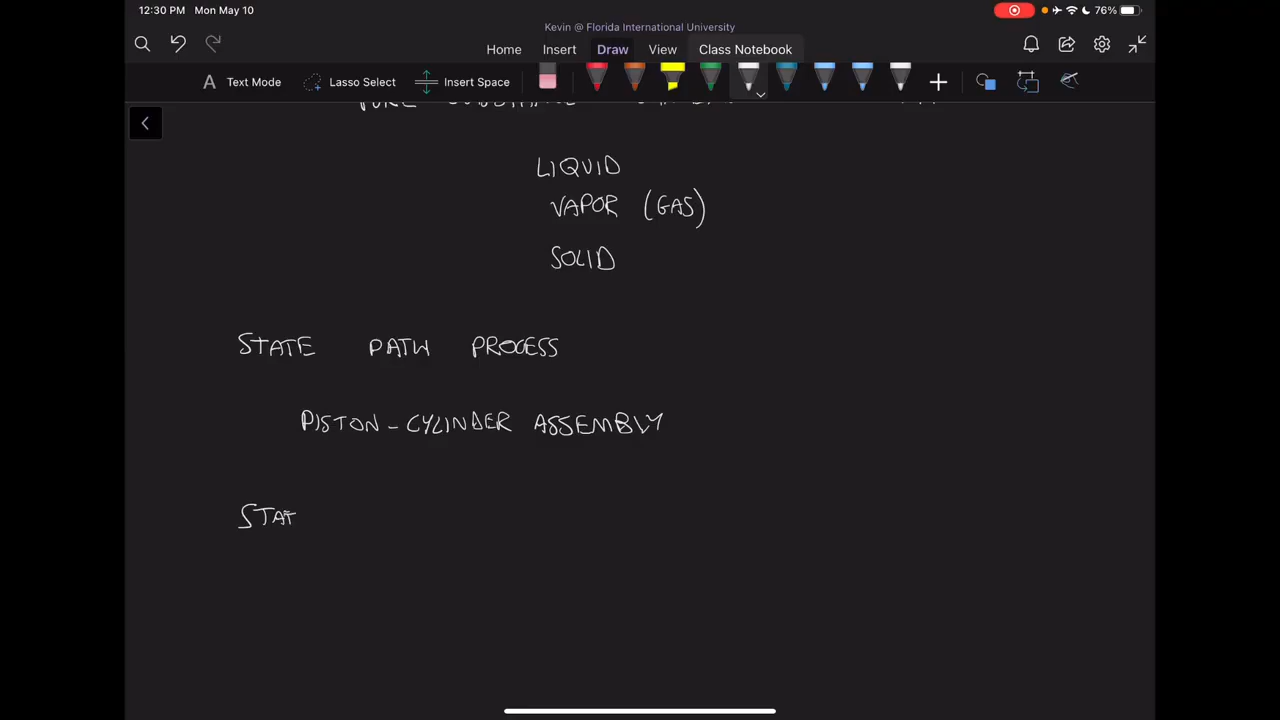 12:30 PM Mon May 10 76%
Kevin @ Florida International University
Home Insert Draw View Class Notebook
A Text Mode Lasso Select Insert Space
LIQUID
VAPOR (GAS)
SOLID
STATE PATH PROCESS
PISTON-CYLINDER ASSEMBLY
STAT